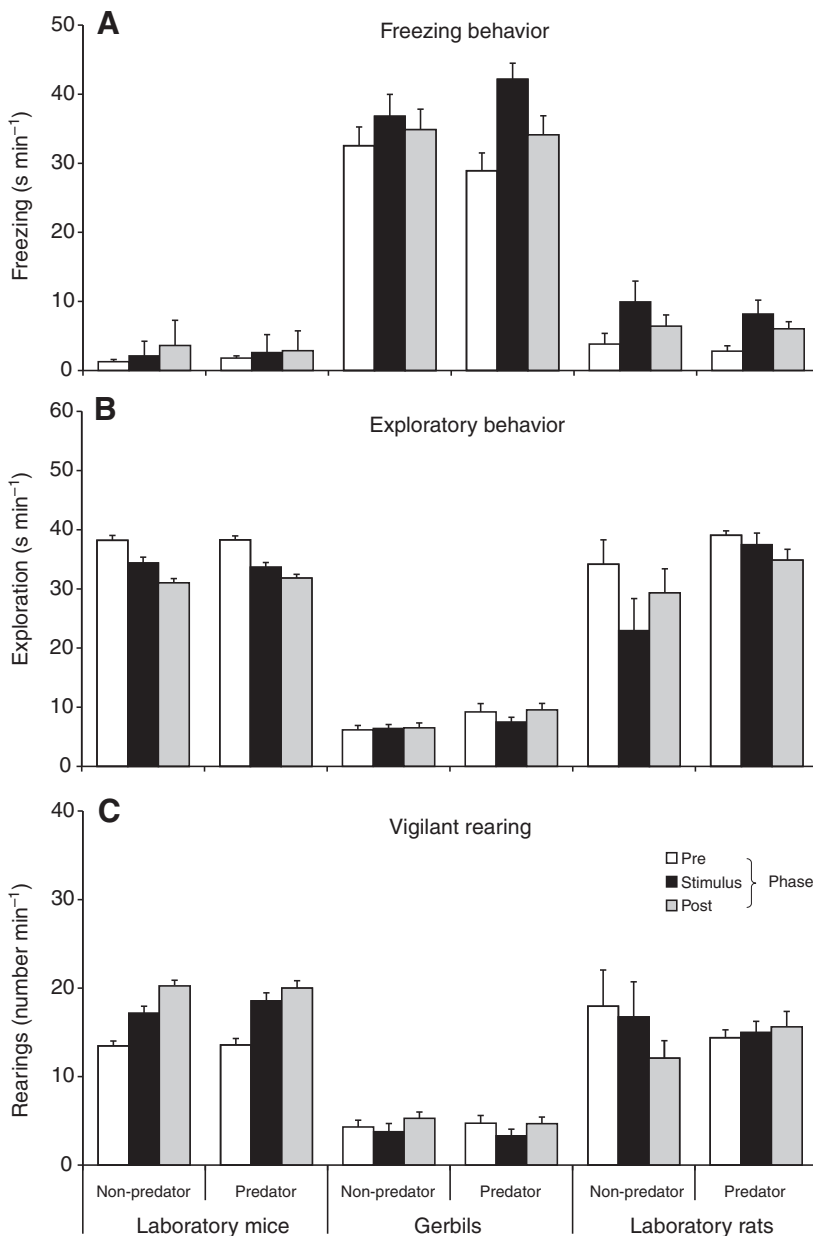 A
Freezing behavior
Freezing (s min⁻¹)
50
40
30
20
10
0
B
Exploratory behavior
Exploration (s min⁻¹)
60
50
40
30
20
10
0
C
Vigilant rearing
Rearings (number min⁻¹)
40
30
20
10
0
Pre
Stimulus
Post
Phase
Non-predator Predator Non-predator Predator Non-predator Predator
Laboratory mice Gerbils Laboratory rats